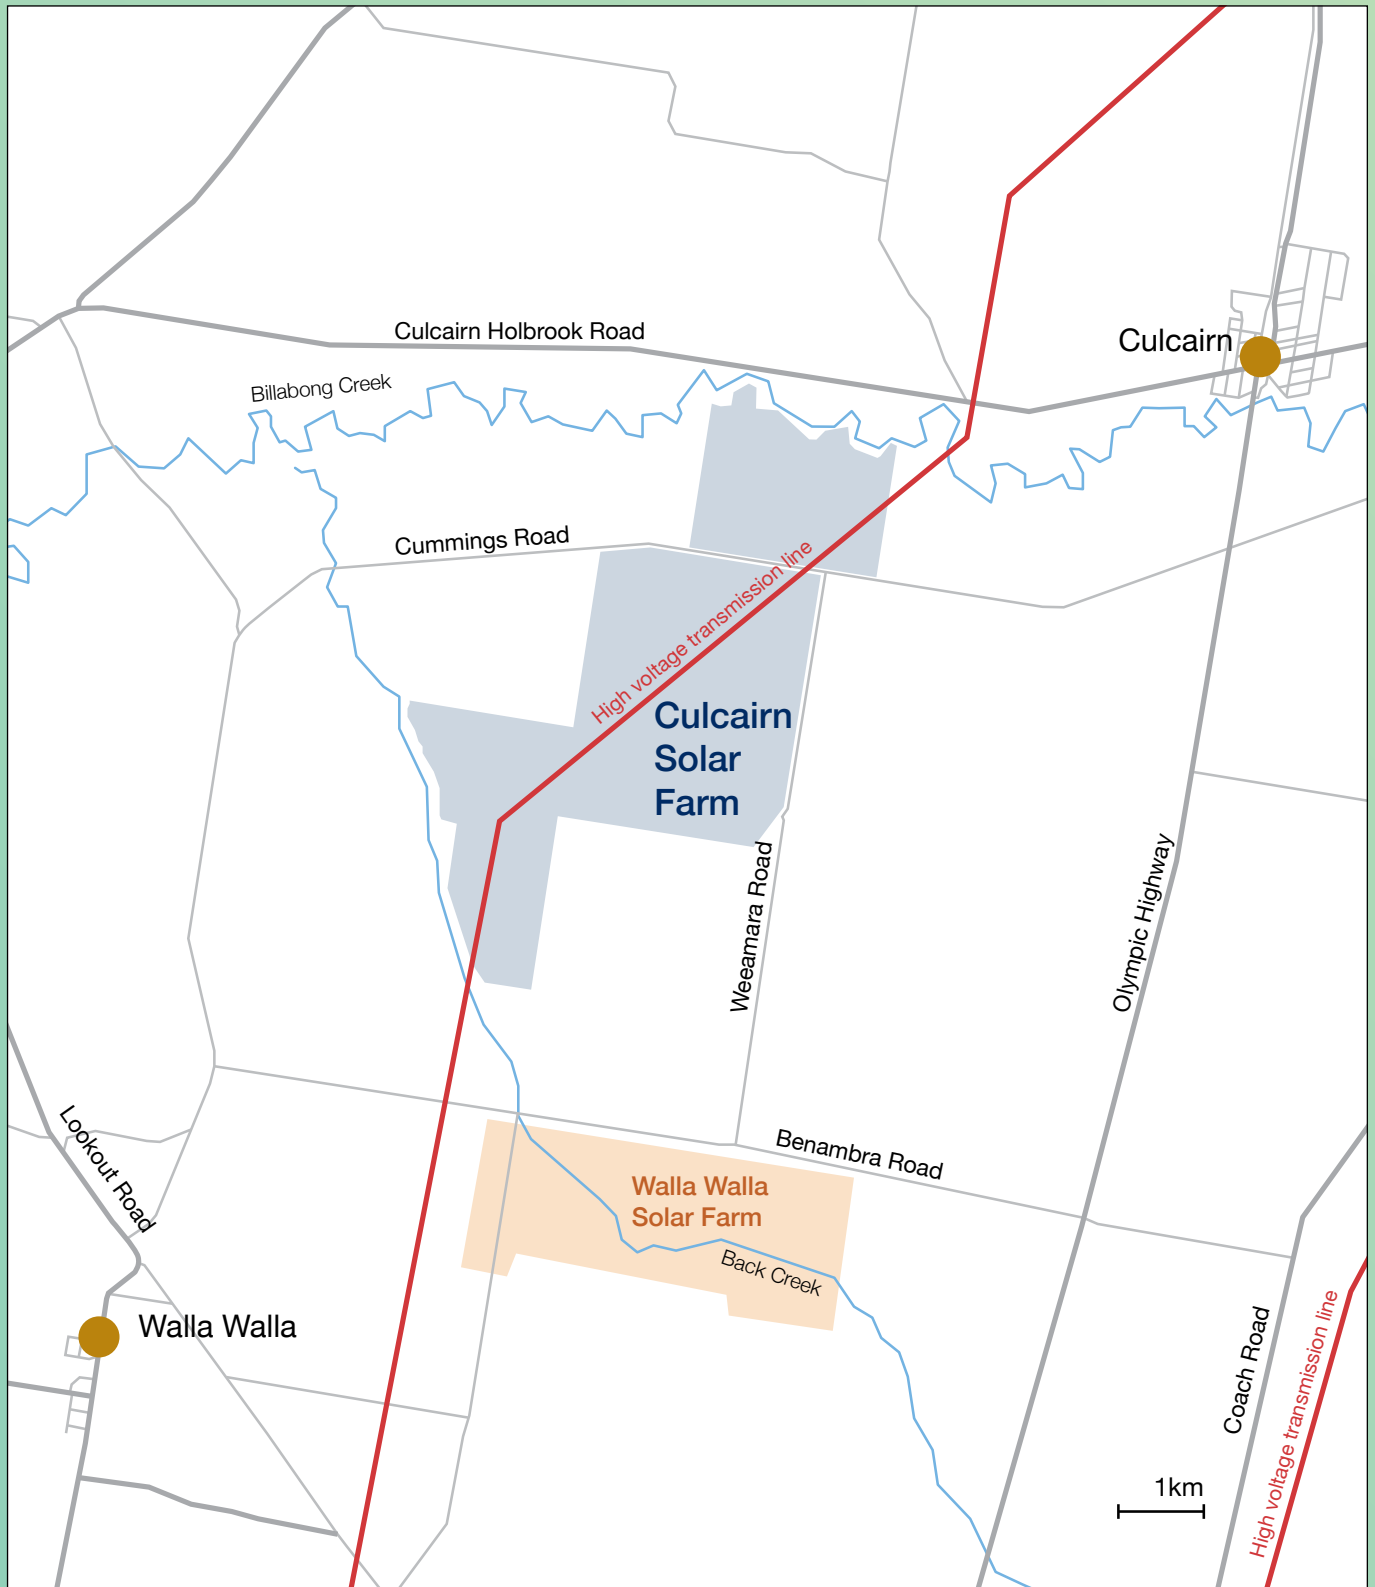 Culcairn Holbrook Road
Culcairn
Billabong Creek
Cummings Road
High voltage transmission line
Culcairn
Solar
Farm
Weeamara Road
Olympic Highway
Lookout Road
Benambra Road
Walla Walla
Solar Farm
Back Creek
Walla Walla
Coach Road
High voltage transmission line
1km